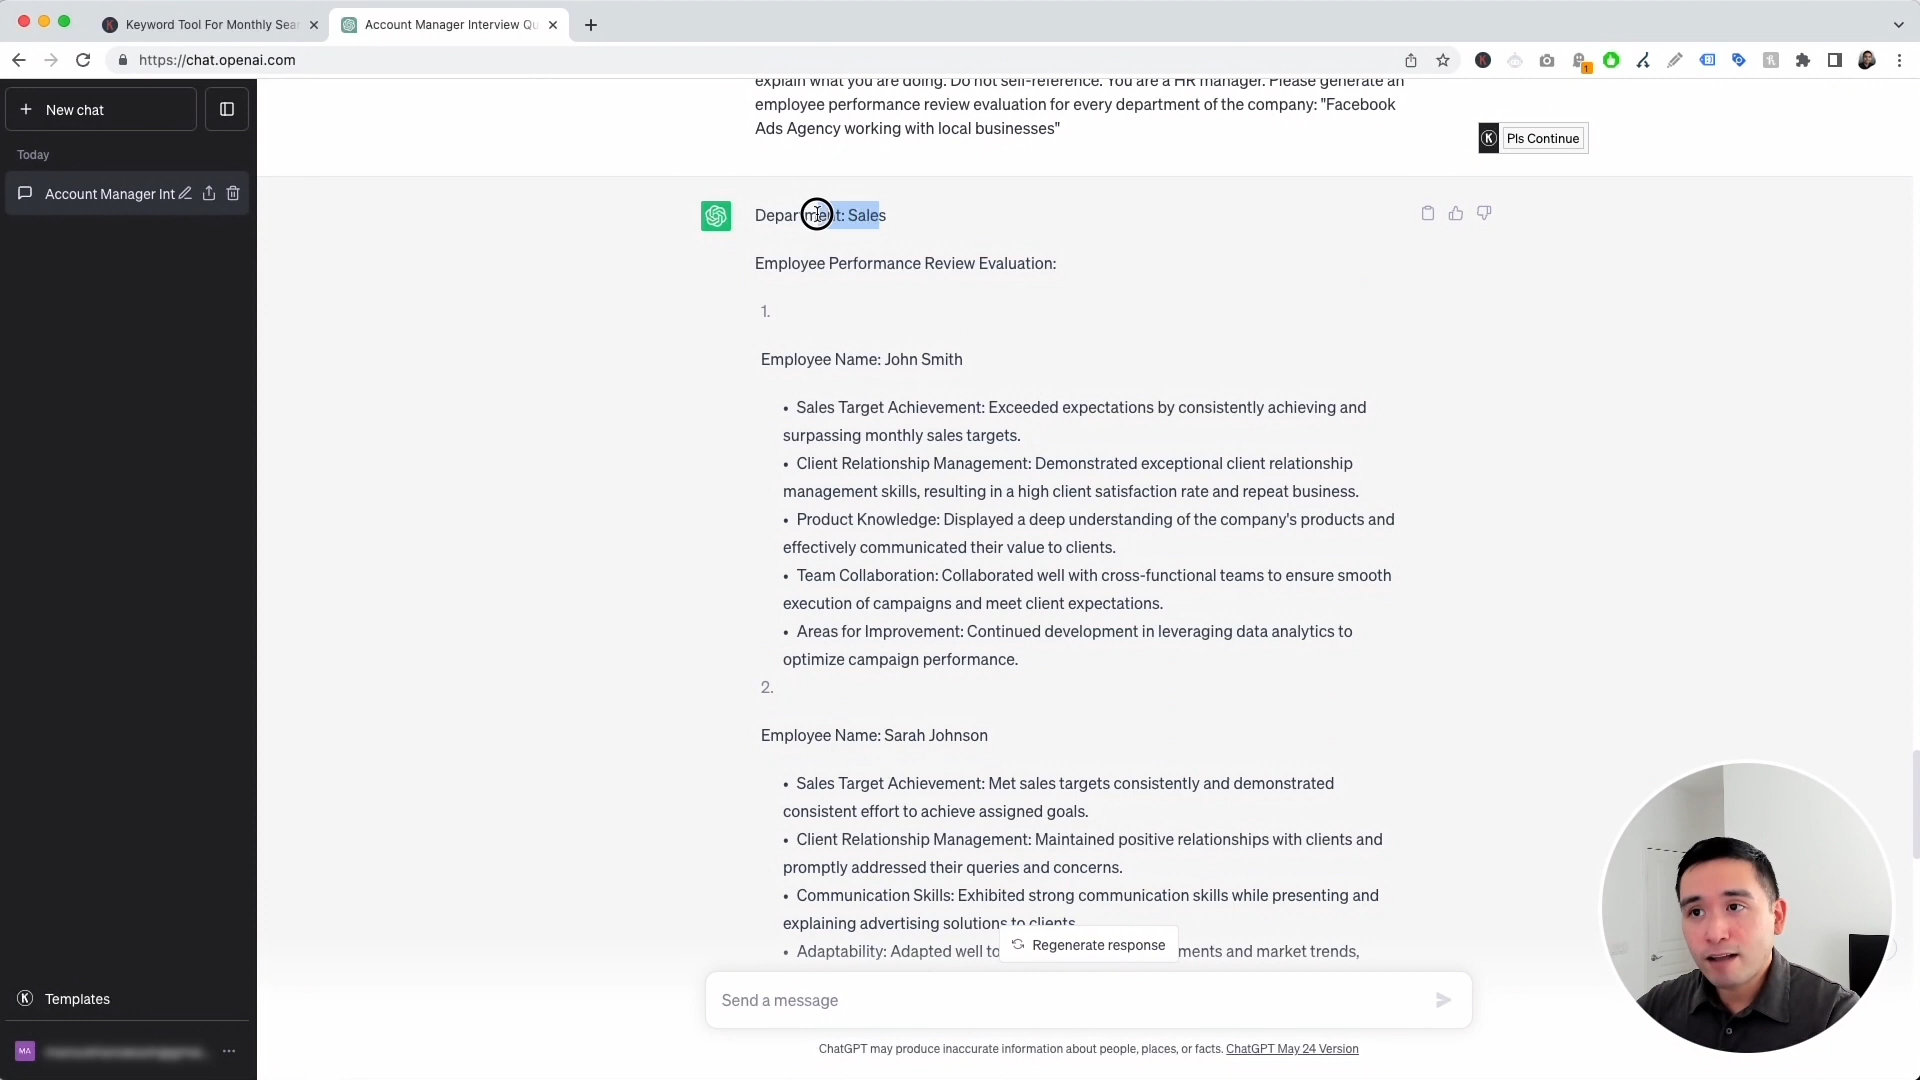 Keyword Tool For Monthly Sea
Account Manager Interview Qu
https://chat.openai.com
1
New chat
Today
Account Manager Int
explain what you are doing. Do not self-reference. You are a HR manager. Please generate an
employee performance review evaluation for every department of the company: "Facebook
Ads Agency working with local businesses"
K Pls Continue
Department: Sales
Employee Performance Review Evaluation:
1.
Employee Name: John Smith
• Sales Target Achievement: Exceeded expectations by consistently achieving and
surpassing monthly sales targets.
• Client Relationship Management: Demonstrated exceptional client relationship
management skills, resulting in a high client satisfaction rate and repeat business.
• Product Knowledge: Displayed a deep understanding of the company's products and
effectively communicated their value to clients.
• Team Collaboration: Collaborated well with cross-functional teams to ensure smooth
execution of campaigns and meet client expectations.
• Areas for Improvement: Continued development in leveraging data analytics to
optimize campaign performance.
2.
Employee Name: Sarah Johnson
• Sales Target Achievement: Met sales targets consistently and demonstrated
consistent effort to achieve assigned goals.
• Client Relationship Management: Maintained positive relationships with clients and
promptly addressed their queries and concerns.
• Communication Skills: Exhibited strong communication skills while presenting and
explaining advertising solutions to clients.
• Adaptability: Adapted well to ments and market trends,
Regenerate response
Send a message
ChatGPT may produce inaccurate information about people, places, or facts. ChatGPT May 24 Version
K Templates
MA